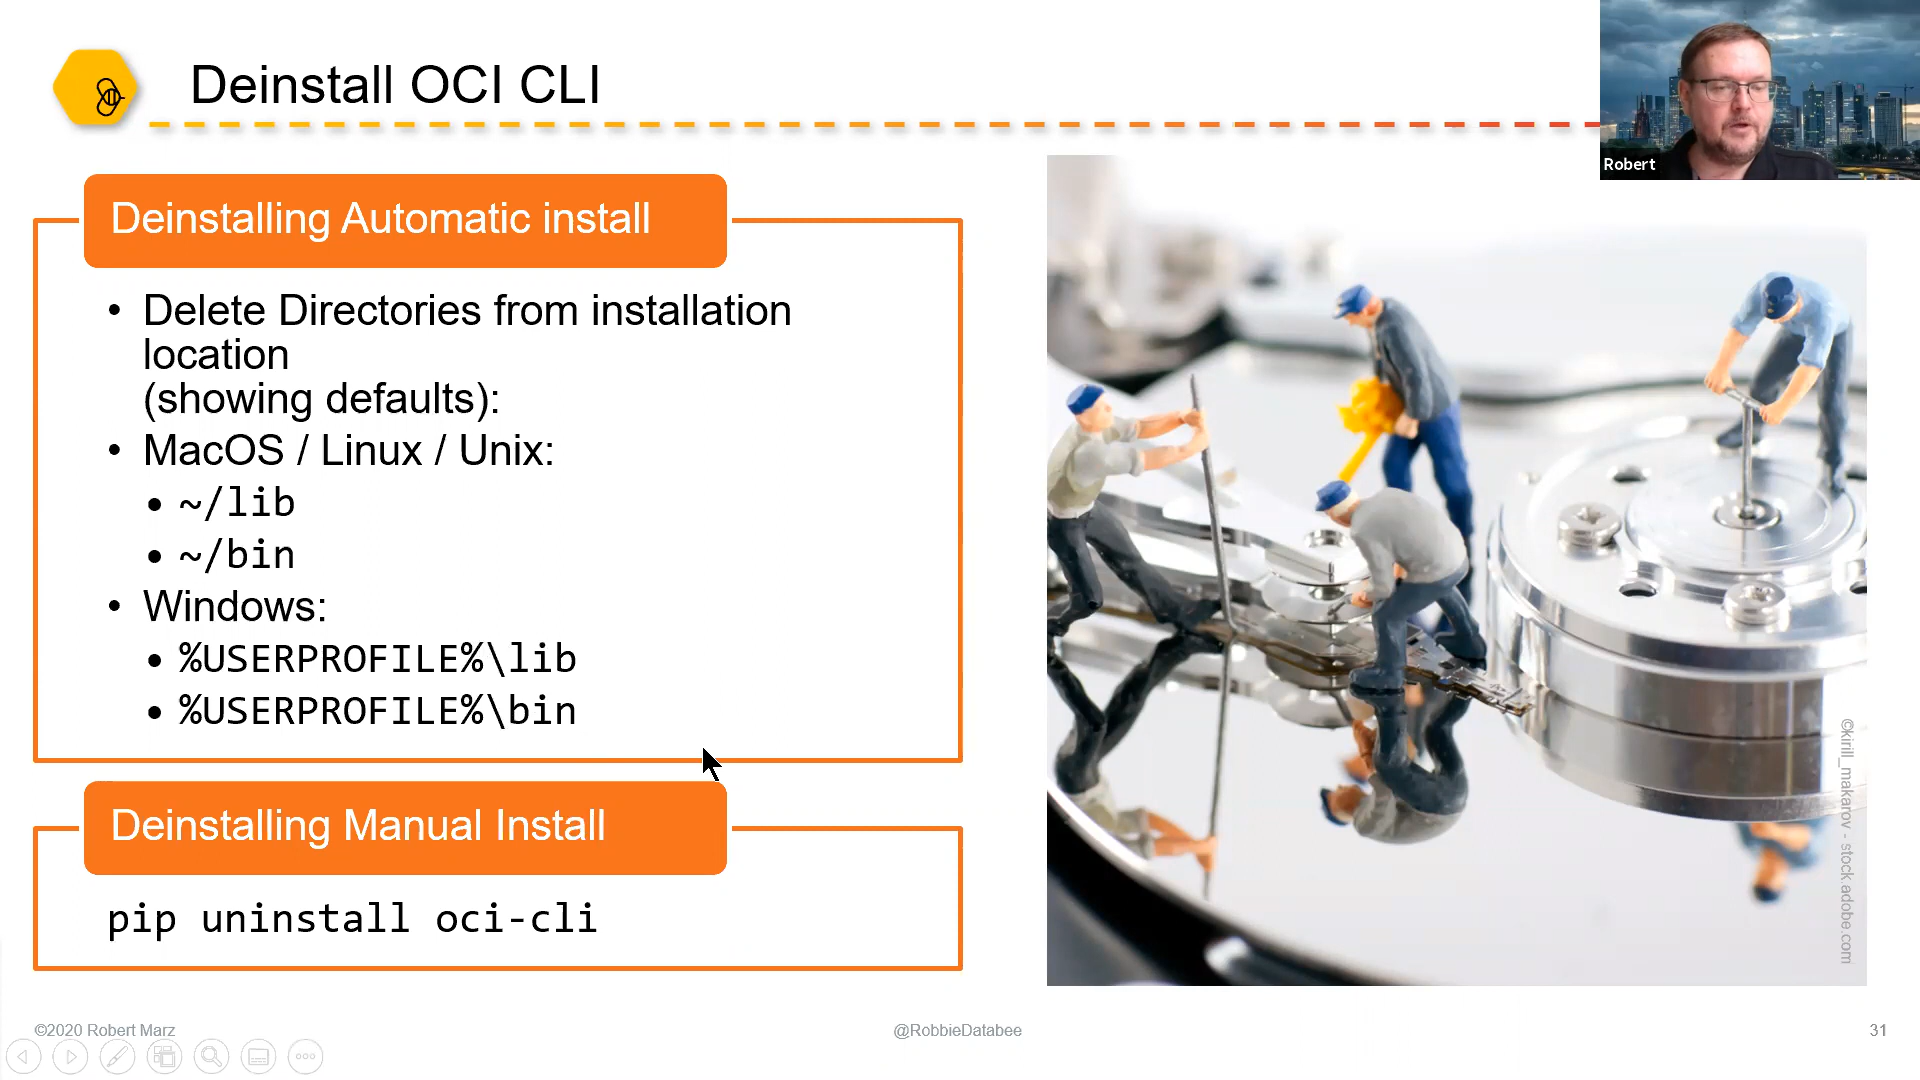 Deinstall OCI CLI
Robert
Deinstalling Automatic install
• Delete Directories from installation
location
(showing defaults):
• MacOS / Linux / Unix:
• ~/lib
• ~/bin
• Windows:
• %USERPROFILE%\lib
• %USERPROFILE%\bin
Deinstalling Manual Install
pip uninstall oci-cli
©kirill_makarov - stock.adobe.com
©2020 Robert Marz
@RobbieDatabee
31